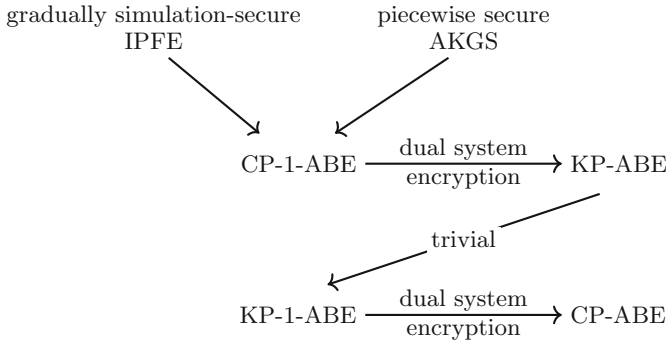 gradually simulation-secure
IPFE
piecewise secure
AKGS
CP-1-ABE
dual system
encryption
KP-ABE
trivial
KP-1-ABE
dual system
encryption
CP-ABE